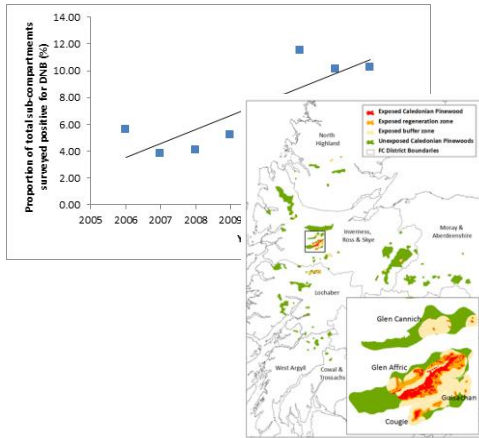 14.00
12.00
10.00
8.00
6.00
4.00
2.00
0.00
Proportion of total sub-compartments
surveyed positive for DNB (%)
2005
2006
2007
2008
2009
Y
Exposed Caledonian Pinewood
Exposed regeneration zone
Exposed buffer zone
Unexposed Caledonian Pinewoods
FC District Boundaries
North
Highland
Inverness,
Ross & Skye
Moray &
Aberdeenshire
Lochaber
West Argyll
Cowal &
Trossachs
Glen Cannich
Glen Affric
Guisachan
Cougie